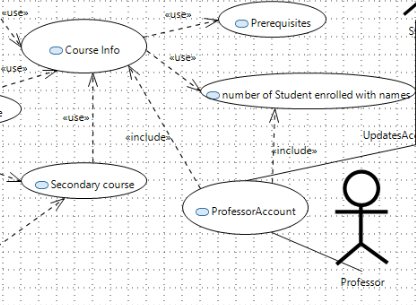 «use»
«use»
Prerequisites
Course Info
«use»
«use»
number of Student enrolled with names
«use»
«include»
«include»
UpdatesAc
Secondary course
ProfessorAccount
Professor